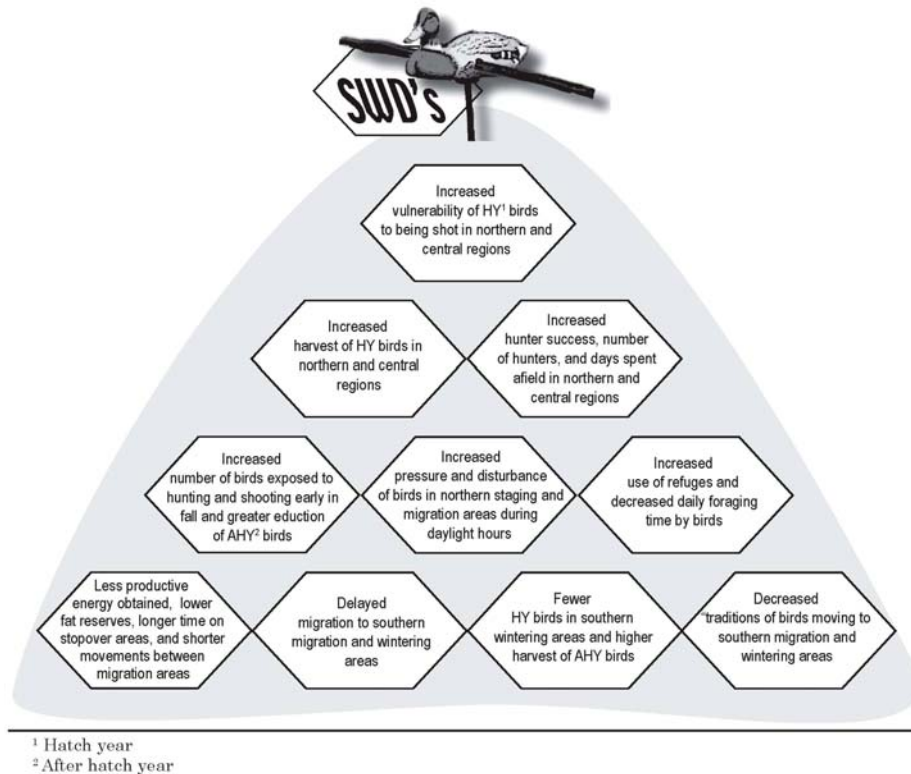 SWD's
Increased
vulnerability of HY¹ birds
to being shot in northern and
central regions
Increased
harvest of HY birds in
northern and central
regions
Increased
hunter success, number
of hunters, and days spent
afield in northern and
central regions
Increased
number of birds exposed to
hunting and shooting early in
fall and greater eduction
of AHY² birds
Increased
pressure and disturbance
of birds in northern staging and
migration areas during
daylight hours
Increased
use of refuges and
decreased daily foraging
time by birds
Less productive
energy obtained, lower
fat reserves, longer time on
stopover areas, and shorter
movements between
migration areas
Delayed
migration to southern
migration and wintering
areas
Fewer
HY birds in southern
wintering areas and higher
harvest of AHY birds
Decreased
"traditions of birds moving to
southern migration and
wintering areas
¹ Hatch year
² After hatch year